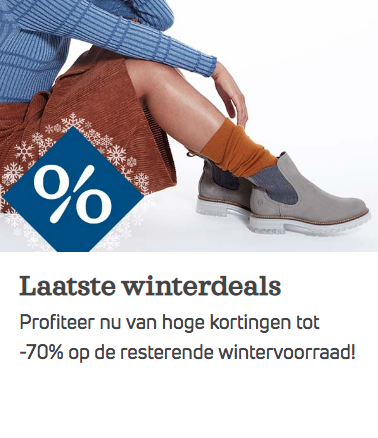 %
Laatste winterdeals
Profiteer nu van hoge kortingen tot
-70% op de resterende wintervoorraad!